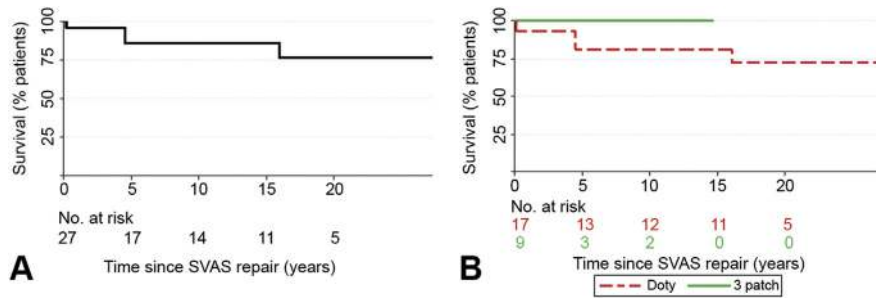 100
75
50
25
Survival (% patients)
0 5 10 15 20
No. at risk
27 17 14 11 5
A
Time since SVAS repair (years)
100
75
50
25
Survival (% patients)
0 5 10 15 20
No. at risk
17 13 12 11 5
9 3 2 0 0
B
Time since SVAS repair (years)
Doty 3 patch